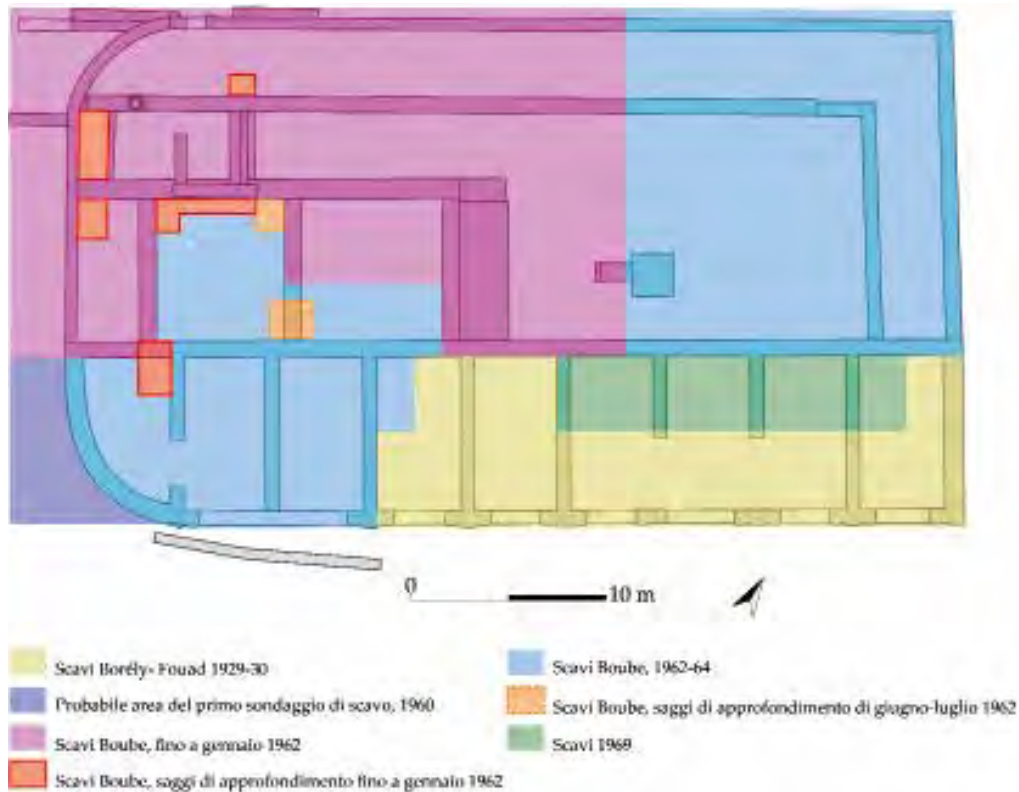 0 10 m
Scavi Borély- Fouad 1929-30
Probabile area del primo sondaggio di scavo, 1960
Scavi Boube, fino a gennaio 1962
Scavi Boube, saggi di approfondimento fino a gennaio 1962
Scavi Boube, 1962-64
Scavi Boube, saggi di approfondimento di giugno-luglio 1962
Scavi 1969